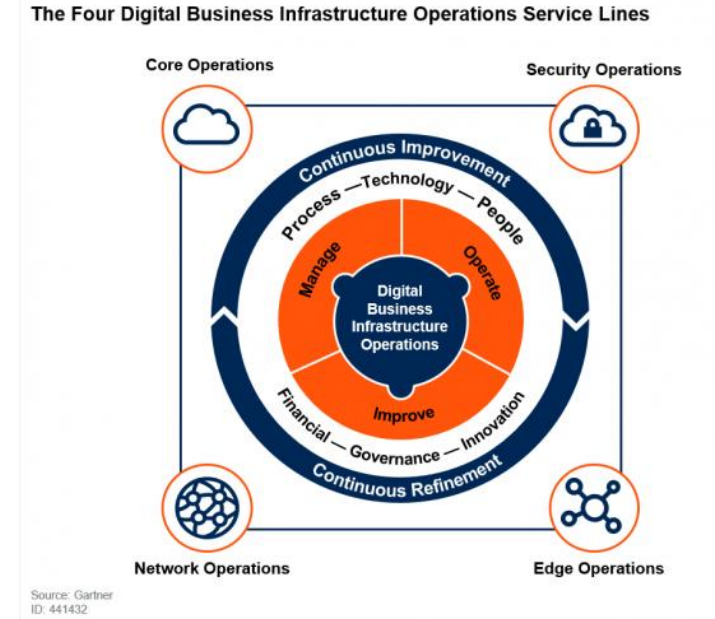 The Four Digital Business Infrastructure Operations Service Lines
Core Operations
Security Operations
Continuous Improvement
Process — Technology — People
Manage
Operate
Digital
Business
Infrastructure
Operations
Improve
Financial — Governance — Innovation
Continuous Refinement
Network Operations
Edge Operations
Source: Gartner
ID: 441432